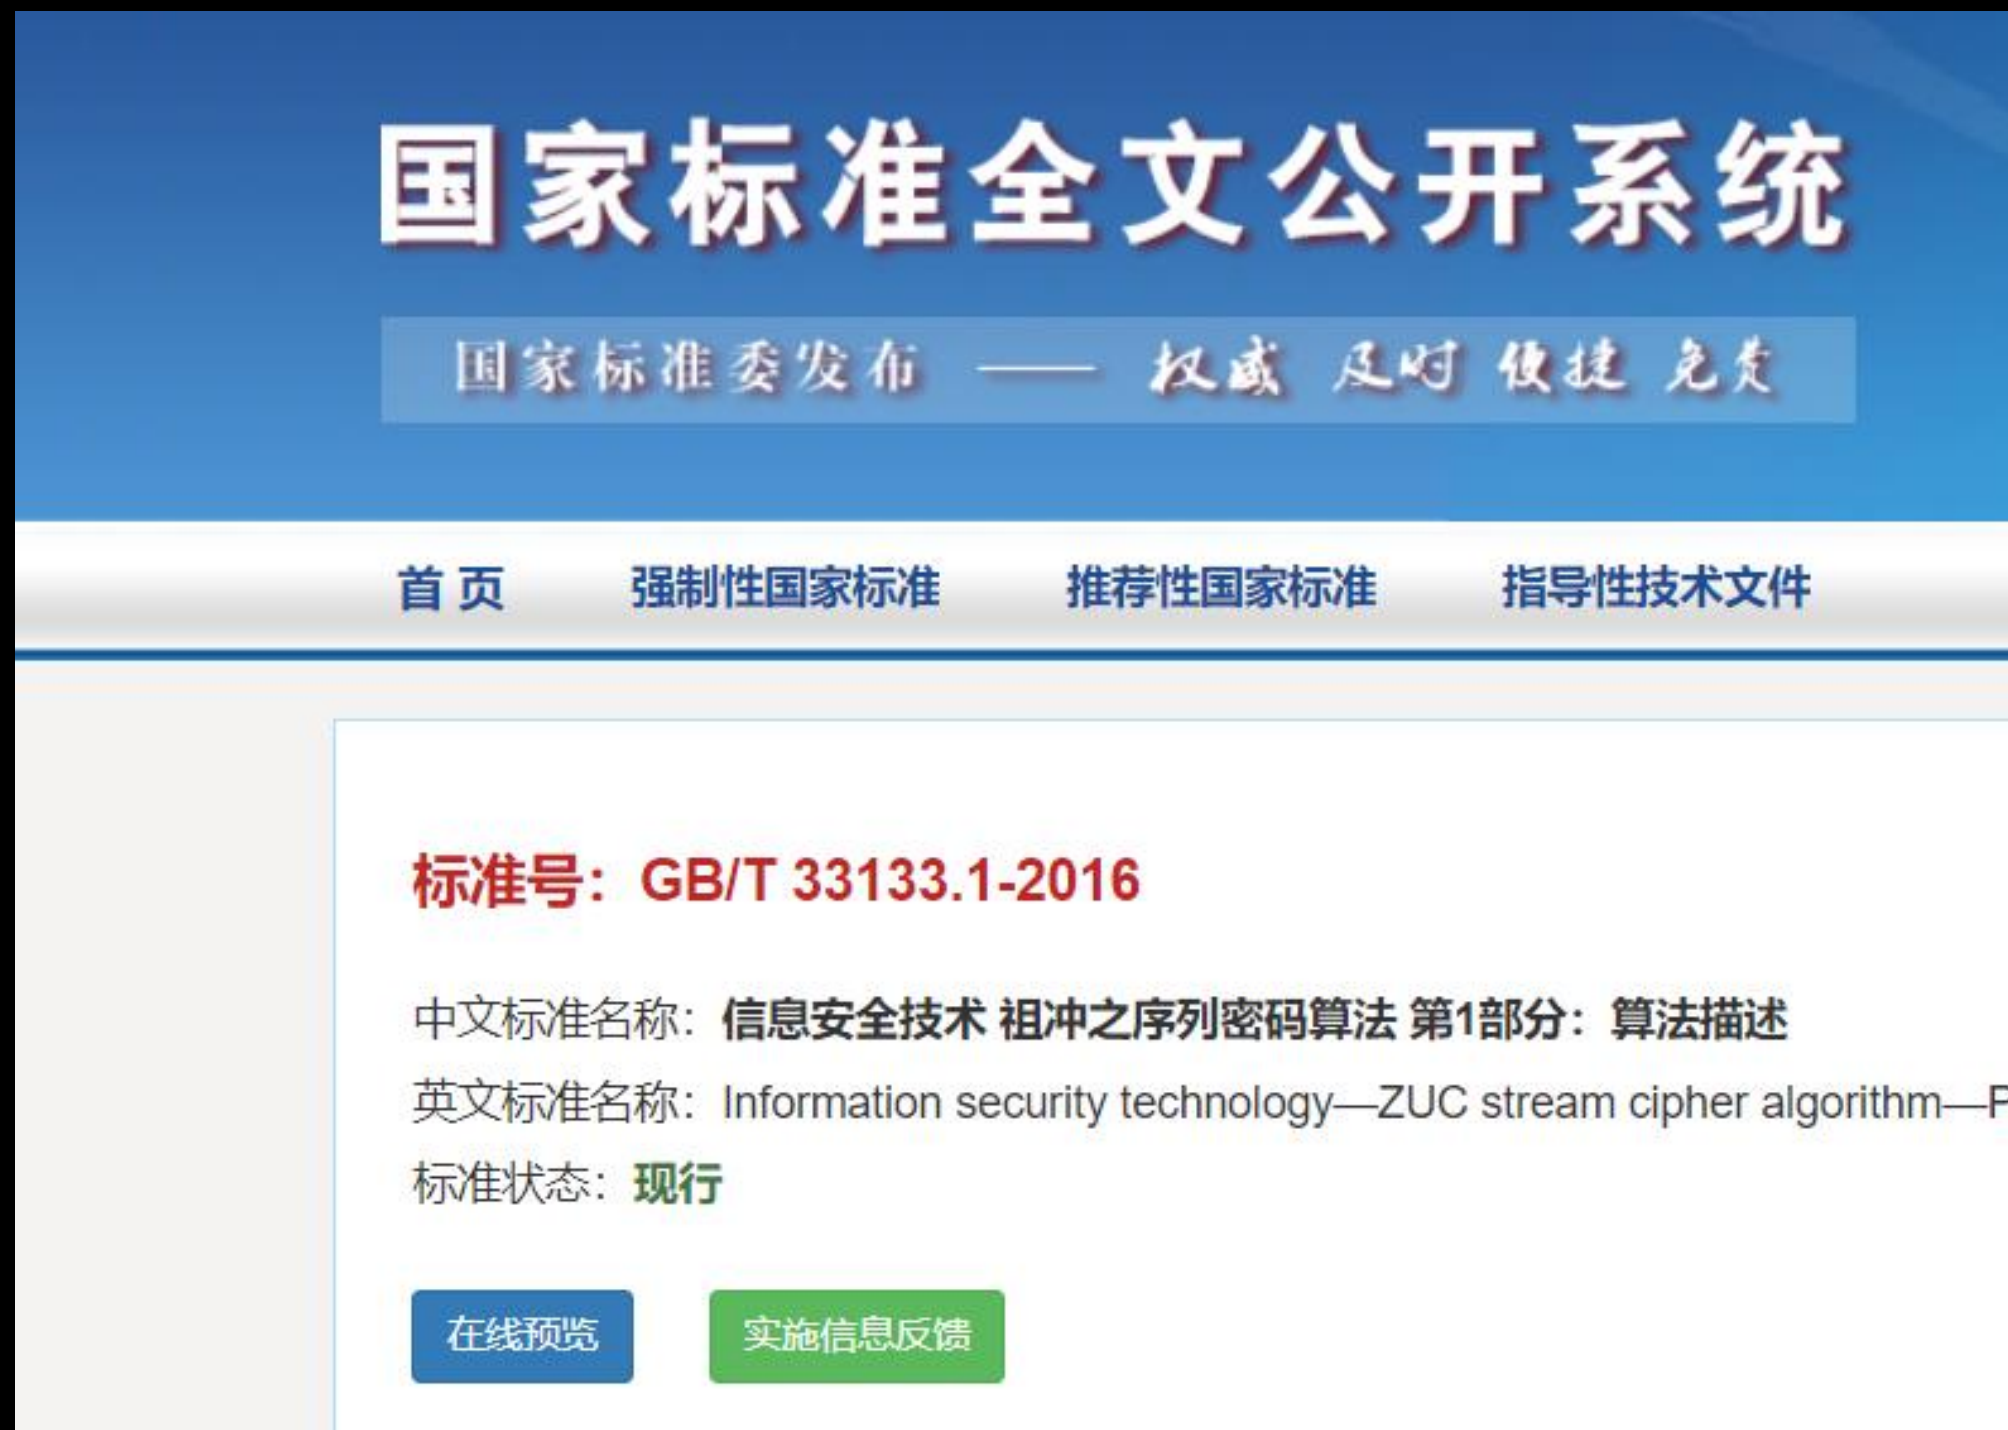 国家标准全文公开系统
国家标准委发布 —— 权威 及时 便捷 免费
首 页 强制性国家标准 推荐性国家标准 指导性技术文件
标准号：GB/T 33133.1-2016
中文标准名称：信息安全技术 祖冲之序列密码算法 第1部分：算法描述
英文标准名称：Information security technology—ZUC stream cipher algorithm—P
标准状态：现行
在线预览 实施信息反馈